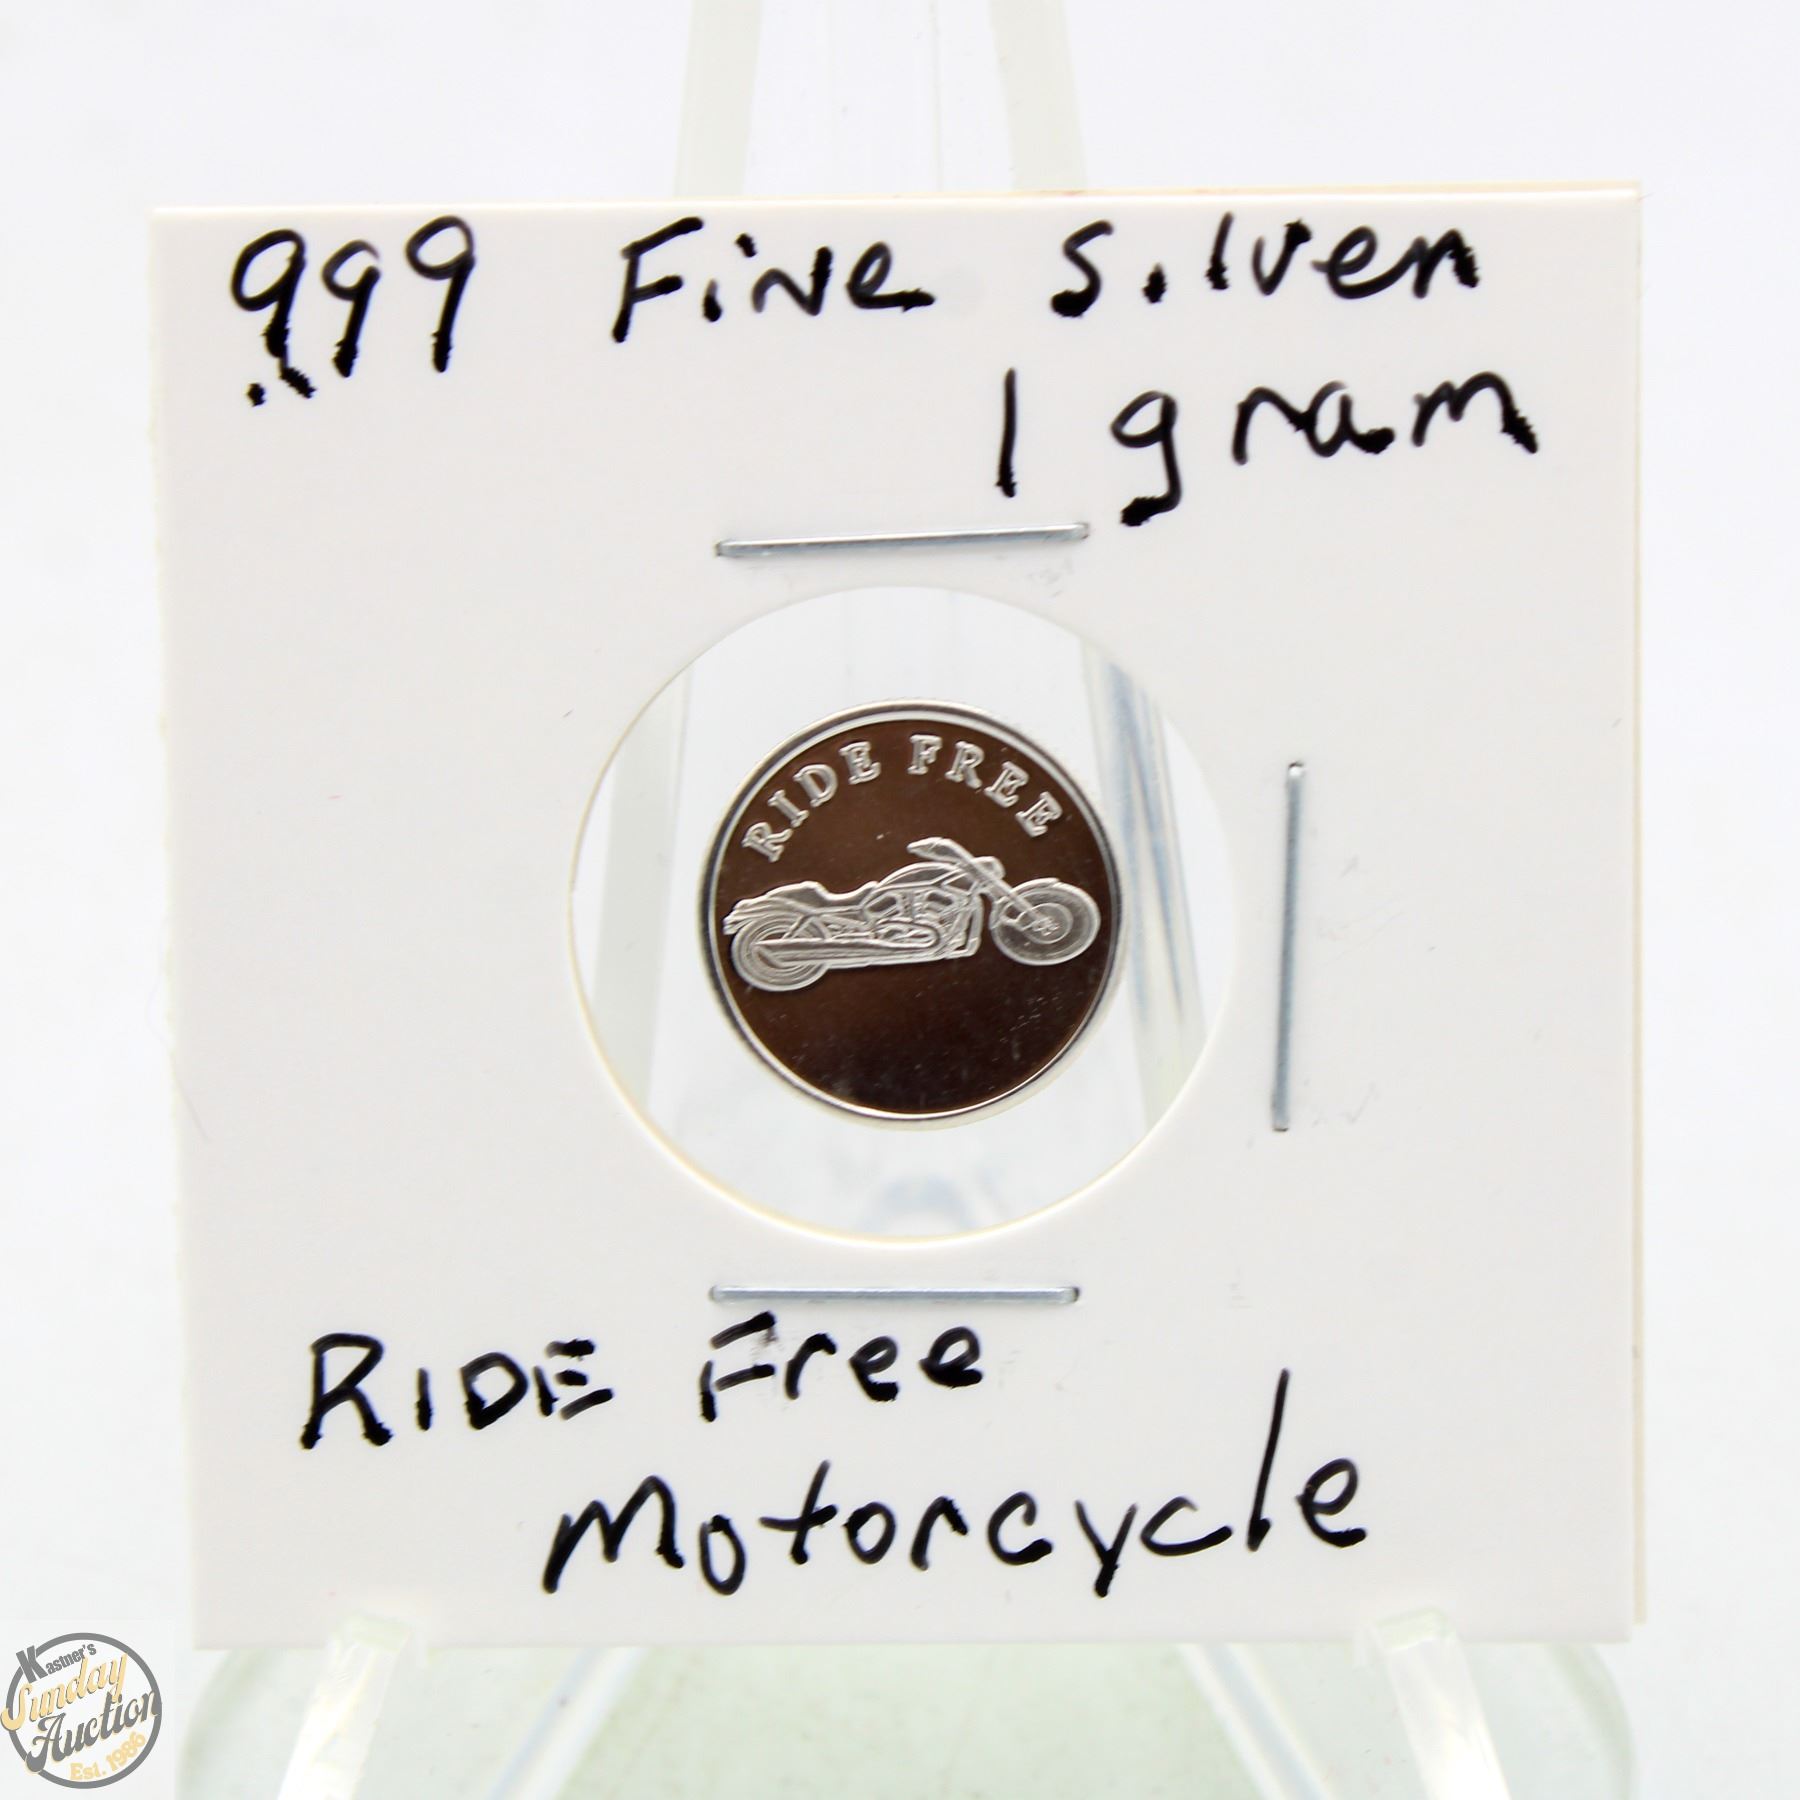 .999 Fine Silver
1 gram
RIDE FREE
RIDE Free
Motorcycle
Kastner's
Sunday
Auction
Est. 1986